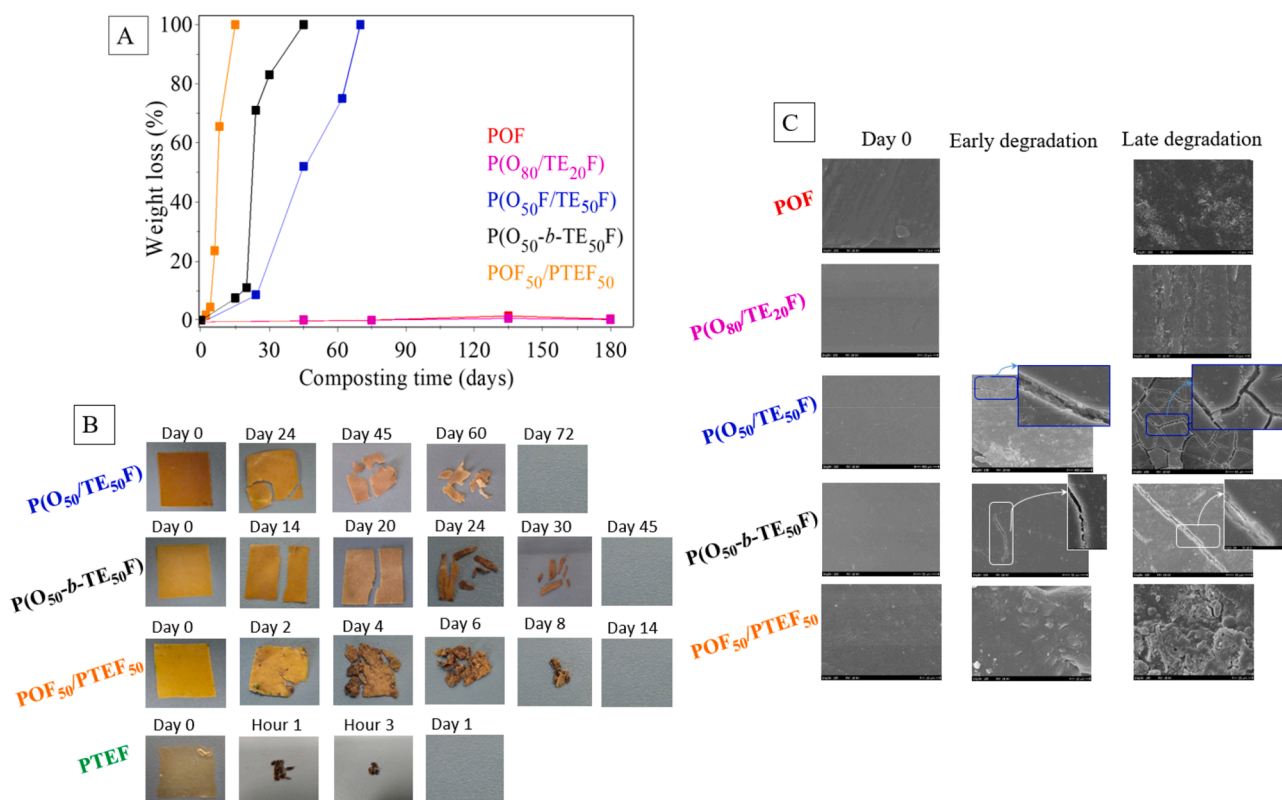 A
100
80
60
40
20
0
Weight loss (%)
0 30 60 90 120 150 180
Composting time (days)
POF
P(O₈₀/TE₂₀F)
P(O₅₀F/TE₅₀F)
P(O₅₀-b-TE₅₀F)
POF₅₀/PTEF₅₀
B
Day 0 Day 24 Day 45 Day 60 Day 72
P(O₅₀/TE₅₀F)
Day 0 Day 14 Day 20 Day 24 Day 30 Day 45
P(O₅₀-b-TE₅₀F)
Day 0 Day 2 Day 4 Day 6 Day 8 Day 14
POF₅₀/PTEF₅₀
Day 0 Hour 1 Hour 3 Day 1
PTEF
C
Day 0 Early degradation Late degradation
POF
P(O₈₀/TE₂₀F)
P(O₅₀/TE₅₀F)
P(O₅₀-b-TE₅₀F)
POF₅₀/PTEF₅₀